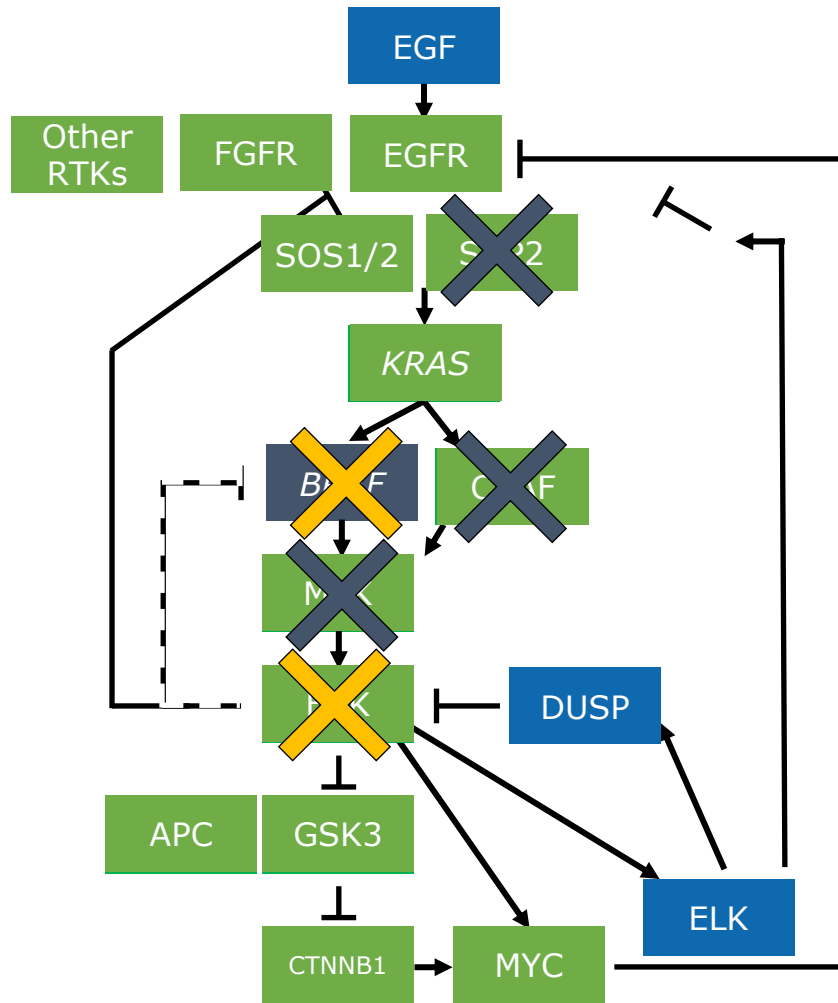 EGF
Other
RTKs
FGFR
EGFR
SOS1/2
KRAS
DUSP
APC
GSK3
ELK
CTNNB1
MYC